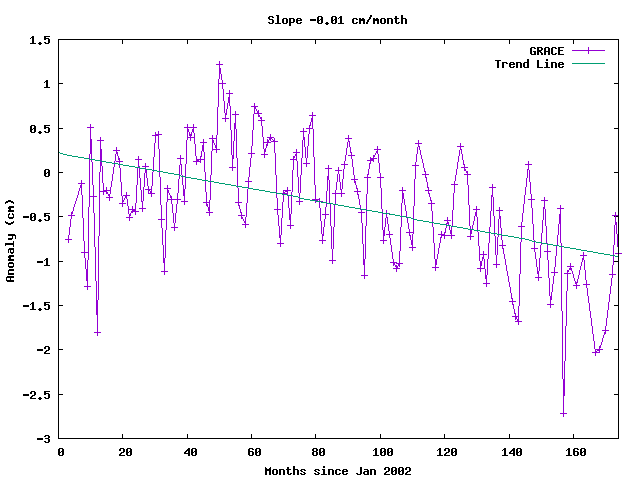 Slope -0.01 cm/month
GRACE
Trend Line
1.5
1
0.5
0
-0.5
-1
-1.5
-2
-2.5
-3
Anomaly (cm)
0 20 40 60 80 100 120 140 160
Months since Jan 2002